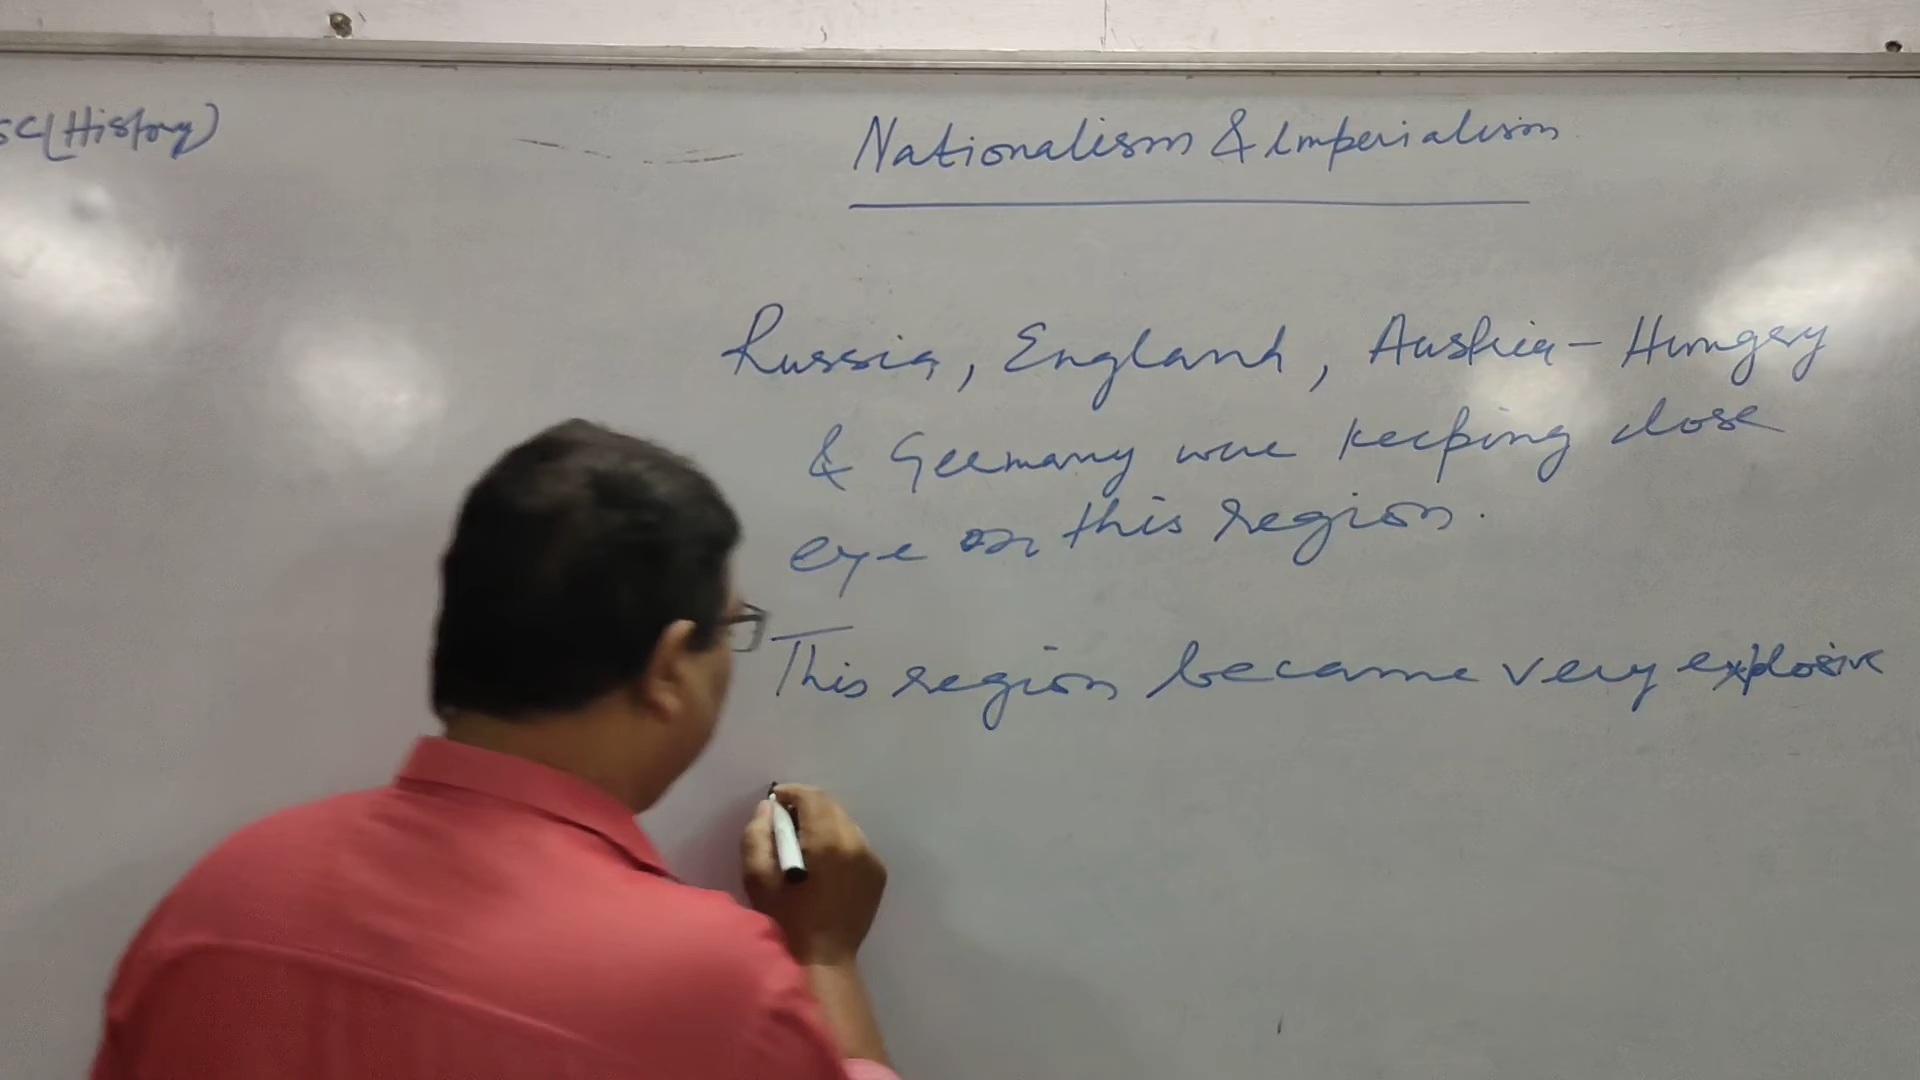 SC(History)
Nationalism & Imperialism
Russia, England, Austria-Hungry
& Germany were keeping close
eye on this region.
This region became very explosive